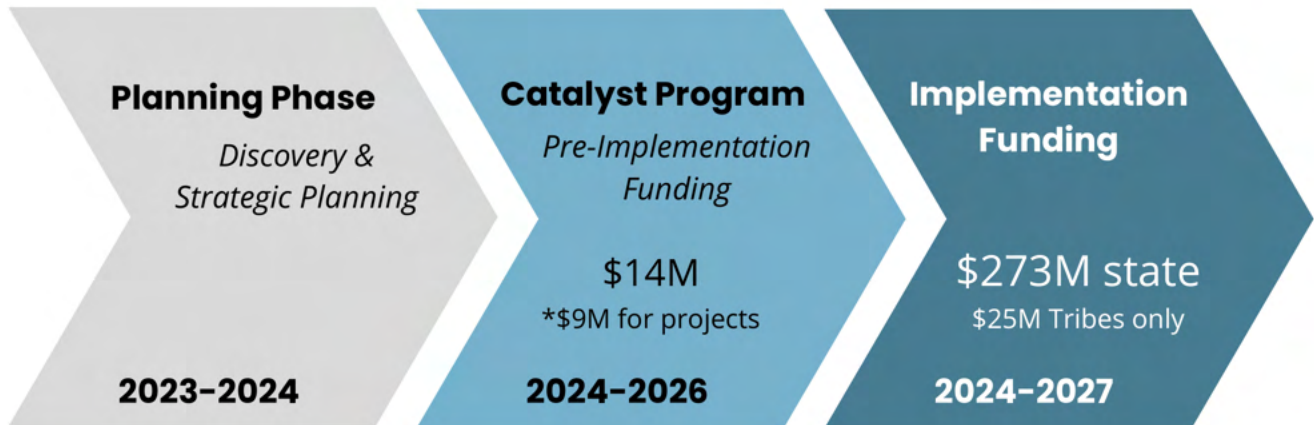 Planning Phase
Discovery &
Strategic Planning
2023-2024
Catalyst Program
Pre-Implementation
Funding
$14M
*$9M for projects
2024-2026
Implementation
Funding
$273M state
$25M Tribes only
2024-2027